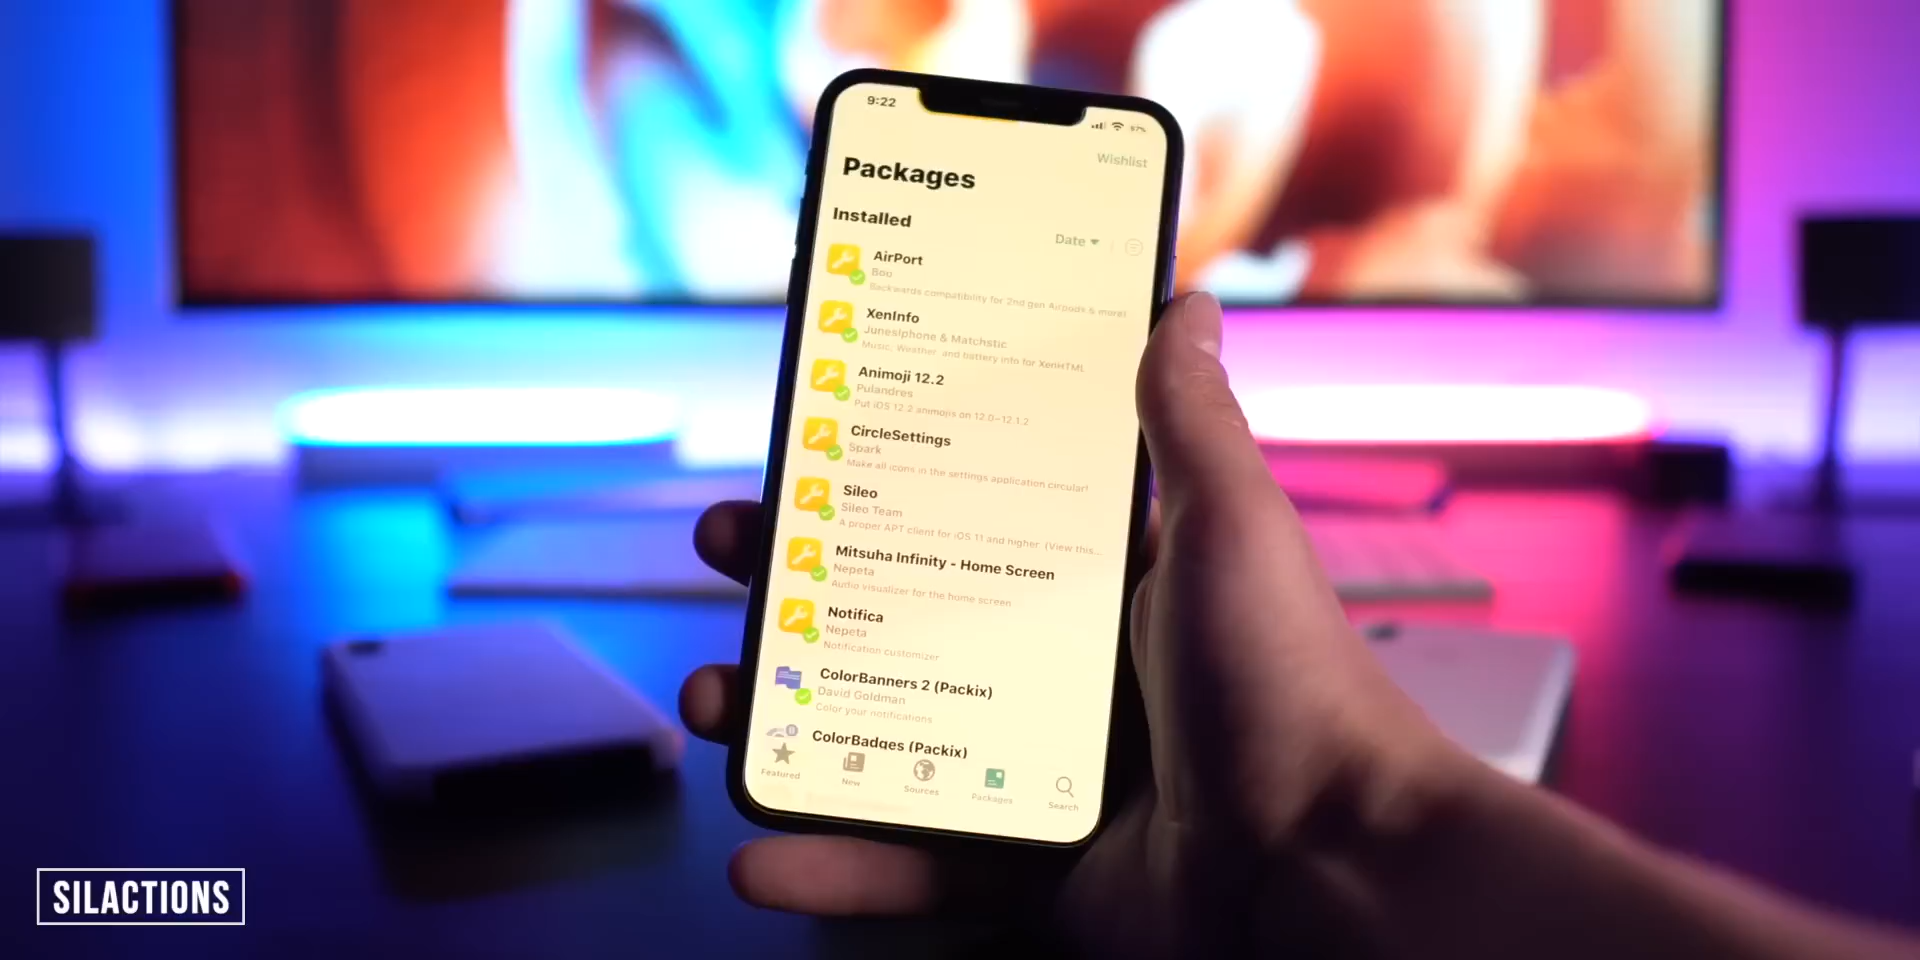 9:22
97%
Wishlist
Packages
Installed
Date
AirPort
Boo
Backwards compatibility for 2nd gen Airpods & more!
XenInfo
JunesIphone & Matchstic
Music, Weather, and battery info for XenHTML
Animoji 12.2
Pulandres
Put iOS 12.2 animojis on 12.0-12.1.2
CircleSettings
Spark
Make all icons in the settings application circular!
Sileo
Sileo Team
A proper APT client for iOS 11 and higher (View this...
Mitsuha Infinity - Home Screen
Nepeta
Audio visualizer for the home screen
Notifica
Nepeta
Notification customizer
ColorBanners 2 (Packix)
David Goldman
Color your notifications
ColorBadges (Packix)
Featured
New
Sources
Packages
Search
SILACTIONS